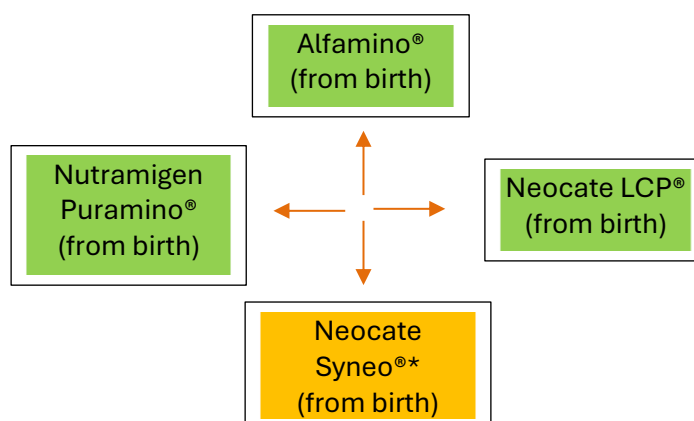 Alfamino®
(from birth)
Nutramigen
Puramino®
(from birth)
Neocate LCP®
(from birth)
Neocate
Syneo®*
(from birth)